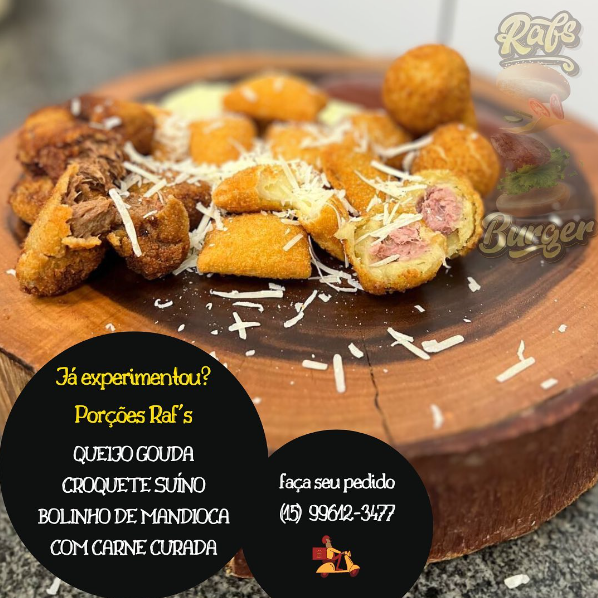 Rafs
Burger
Já experimentou?
Porções Raf's
QUEIJO GOUDA
CROQUETE SUÍNO
BOLINHO DE MANDIOCA
COM CARNE CURADA
faça seu pedido
(15) 99612-3477